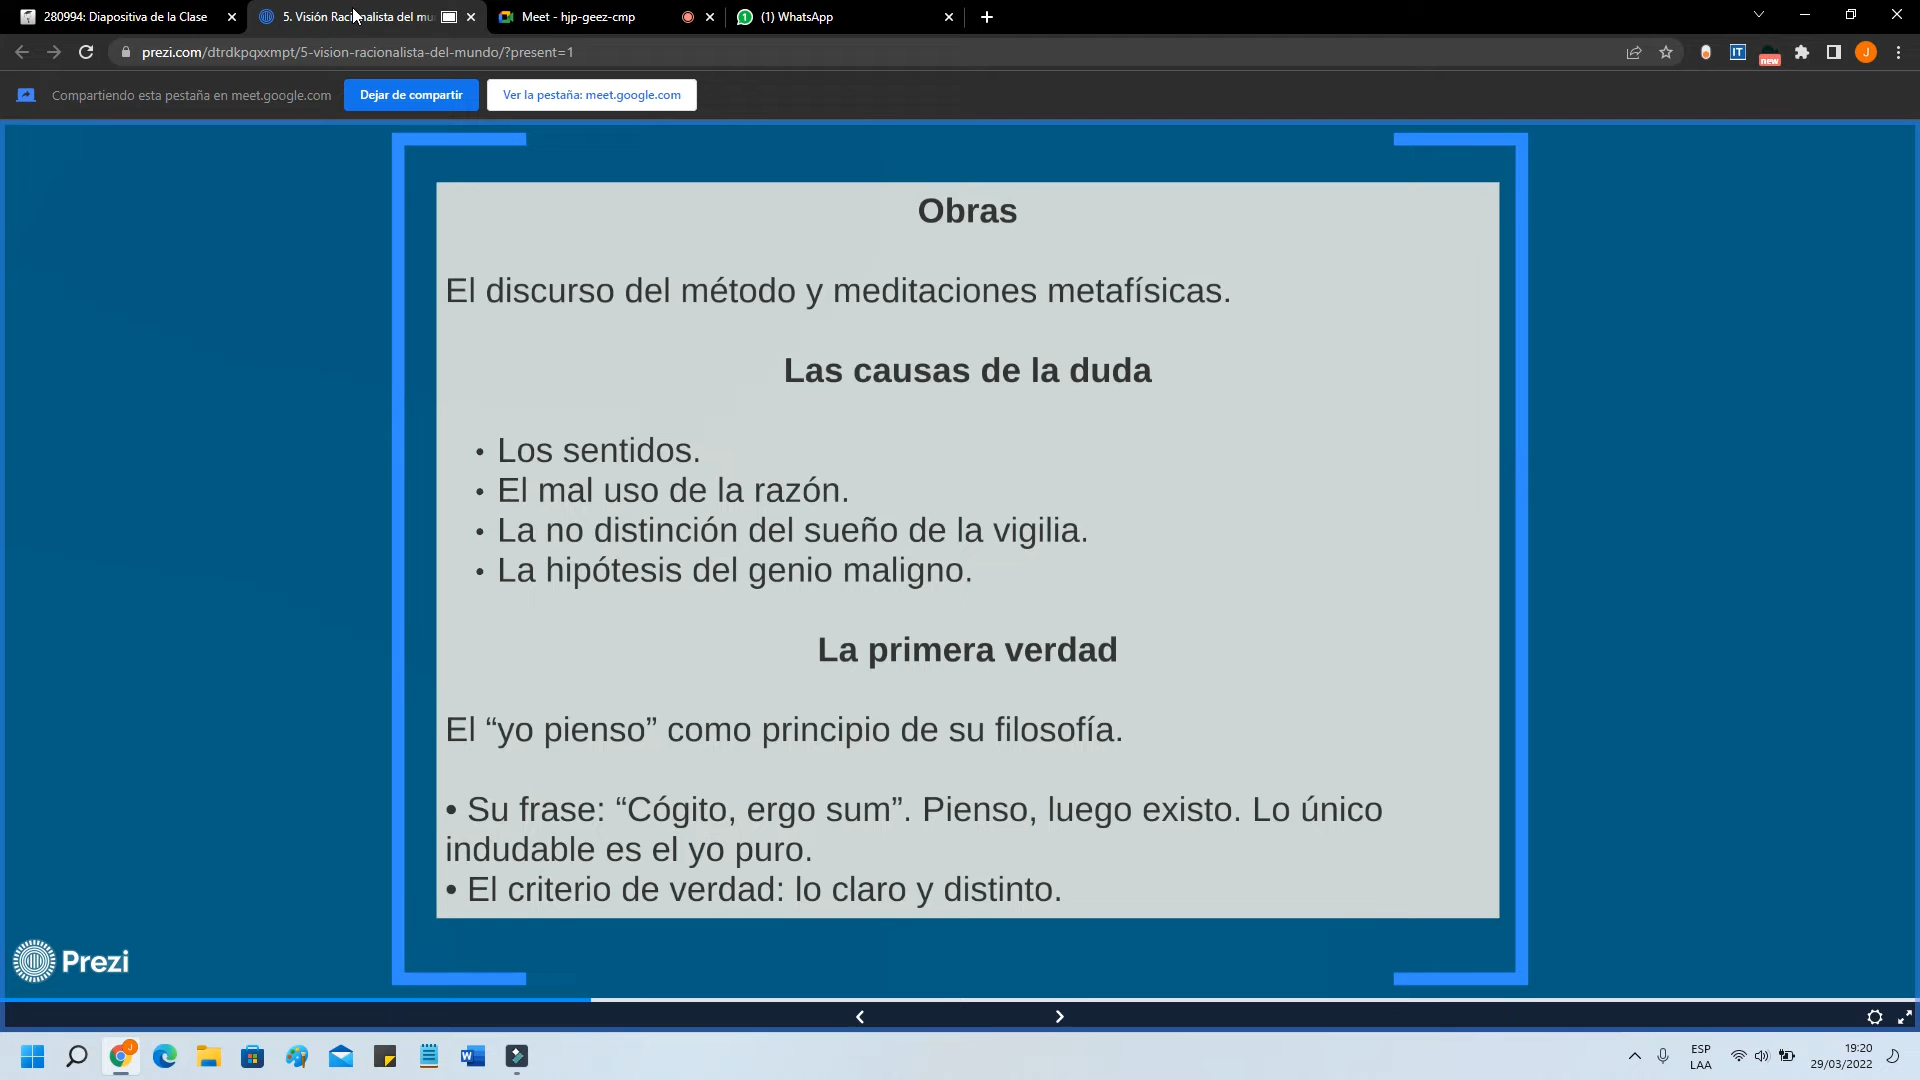 280994: Diapositiva de la Clase
5. Visión Racionalista del mu
Meet - hjp-geez-cmp
(1) WhatsApp
prezi.com/dtrdkpqxxmpt/5-vision-racionalista-del-mundo/?present=1
IT
new
J
Compartiendo esta pestaña en meet.google.com
Dejar de compartir
Ver la pestaña: meet.google.com
Obras
El discurso del método y meditaciones metafísicas.
Las causas de la duda
• Los sentidos.
• El mal uso de la razón.
• La no distinción del sueño de la vigilia.
• La hipótesis del genio maligno.
La primera verdad
El “yo pienso” como principio de su filosofía.
• Su frase: “Cógito, ergo sum”. Pienso, luego existo. Lo único
indudable es el yo puro.
• El criterio de verdad: lo claro y distinto.
Prezi
ESP
LAA
19:20
29/03/2022